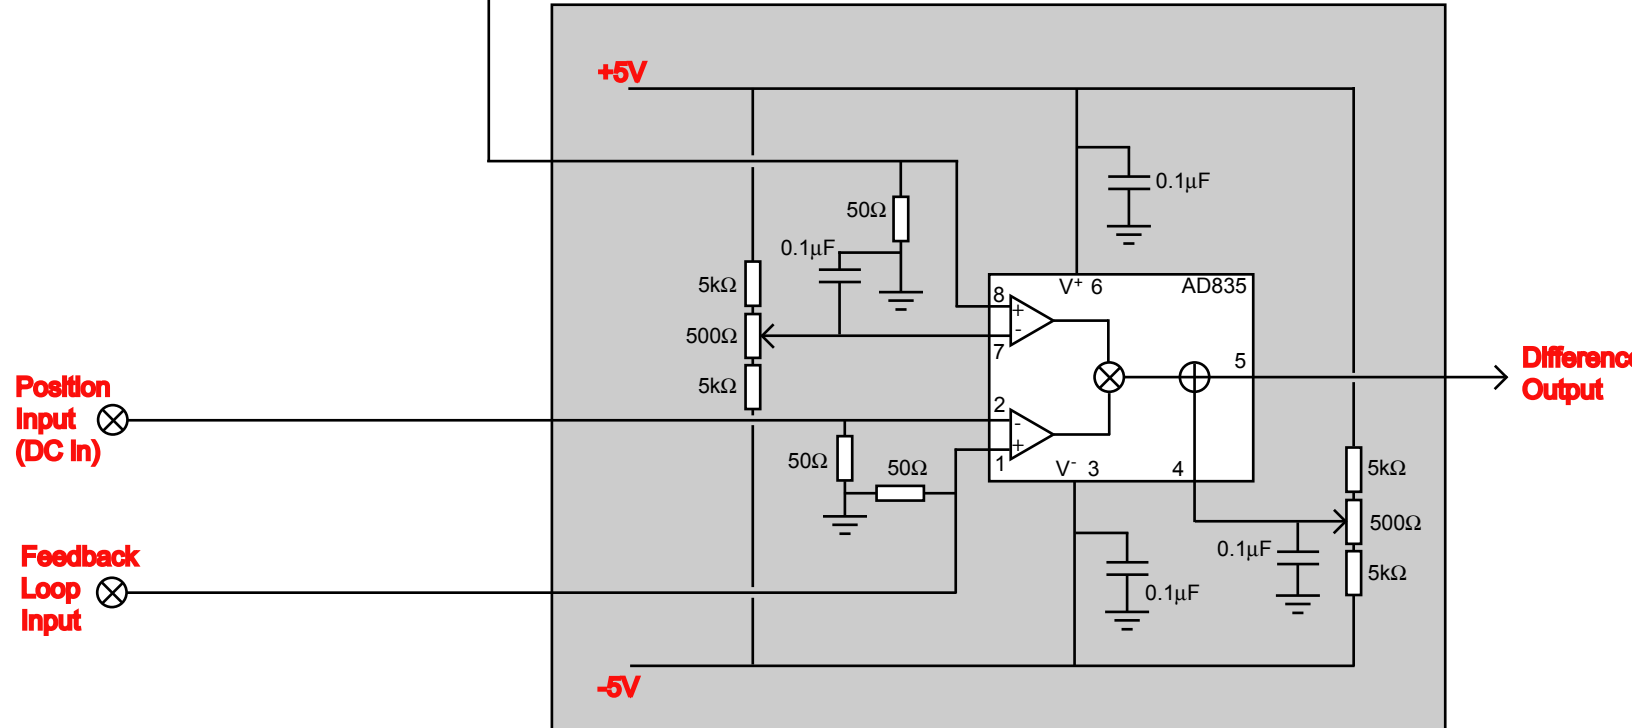 +5V
0.1µF
50Ω
0.1µF
5kΩ
V+ 6
AD835
8
+
-
500Ω
7
5
5kΩ
Position
Input
(DC In)
2
-
+
1
50Ω
50Ω
V- 3
4
5kΩ
500Ω
0.1µF
5kΩ
0.1µF
Difference
Output
Feedback
Loop
Input
-5V